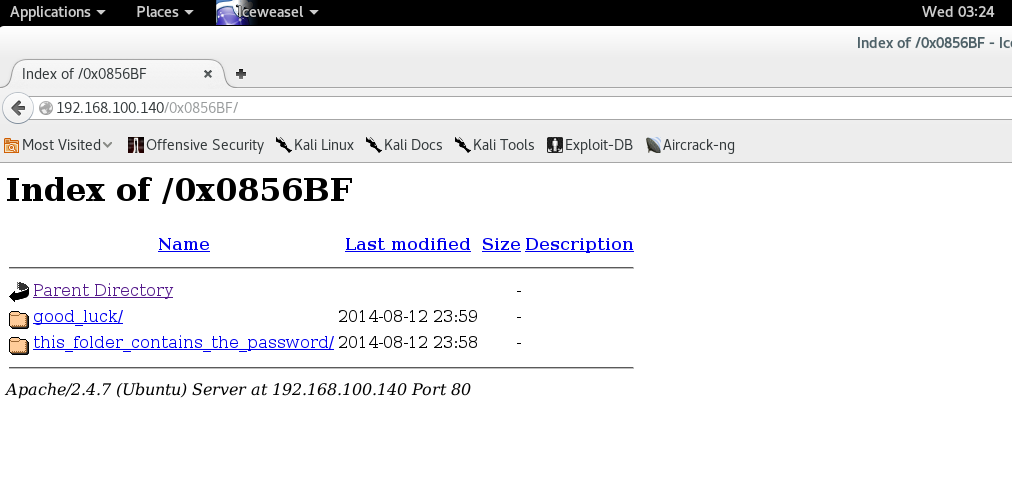 Applications Places Iceweasel Wed 03:24
Index of /0x0856BF - Ic
Index of /0x0856BF
192.168.100.140/0x0856BF/
Most Visited Offensive Security Kali Linux Kali Docs Kali Tools Exploit-DB Aircrack-ng
Index of /0x0856BF
Name Last modified Size Description
Parent Directory -
good_luck/ 2014-08-12 23:59 -
this_folder_contains_the_password/ 2014-08-12 23:58 -
Apache/2.4.7 (Ubuntu) Server at 192.168.100.140 Port 80